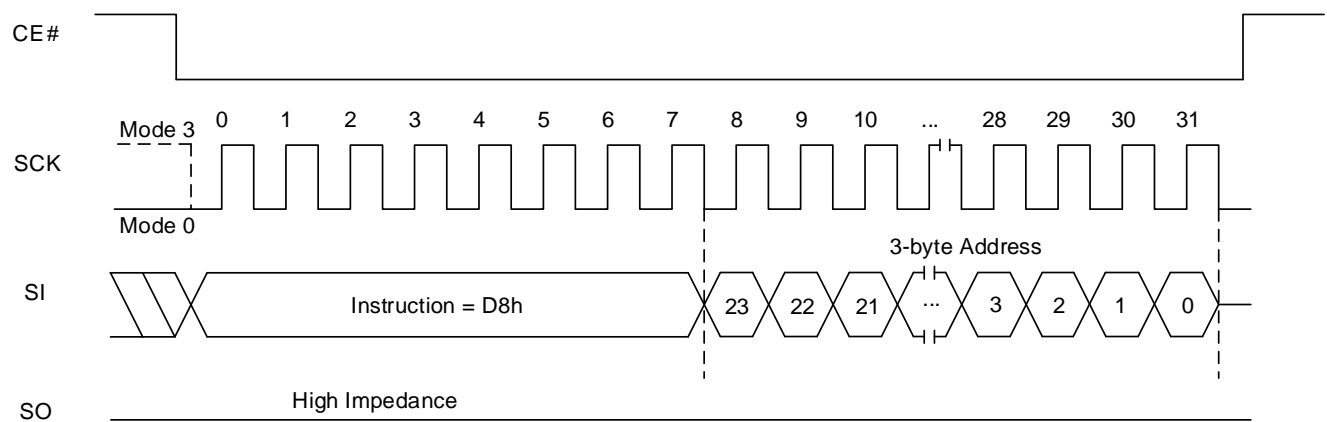 CE#
Mode 3 0 1 2 3 4 5 6 7 8 9 10 ... 28 29 30 31
SCK
Mode 0
3-byte Address
SI Instruction = D8h 23 22 21 ... 3 2 1 0
High Impedance
SO